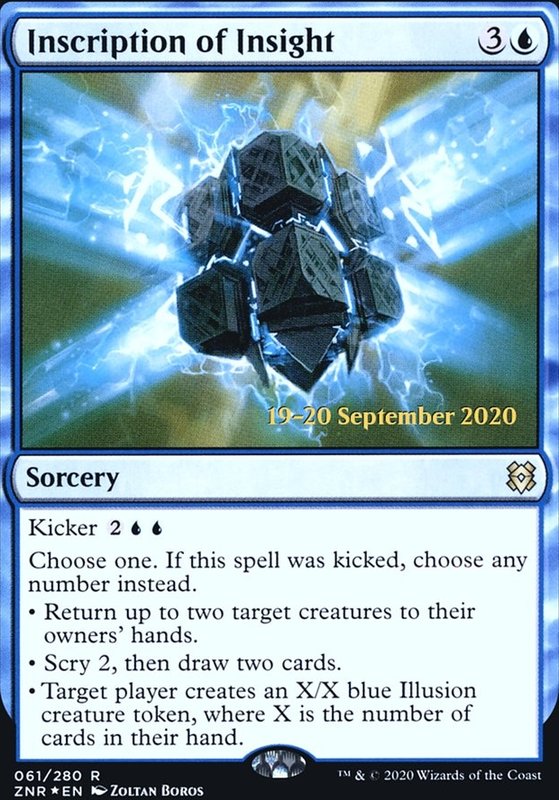 Inscription of Insight 3
19-20 September 2020
Sorcery
Kicker 2
Choose one. If this spell was kicked, choose any
number instead.
• Return up to two target creatures to their
owners' hands.
• Scry 2, then draw two cards.
• Target player creates an X/X blue Illusion
creature token, where X is the number of
cards in their hand.
061/280 R
ZNR ★ EN Zoltan Boros
™ & © 2020 Wizards of the Coast